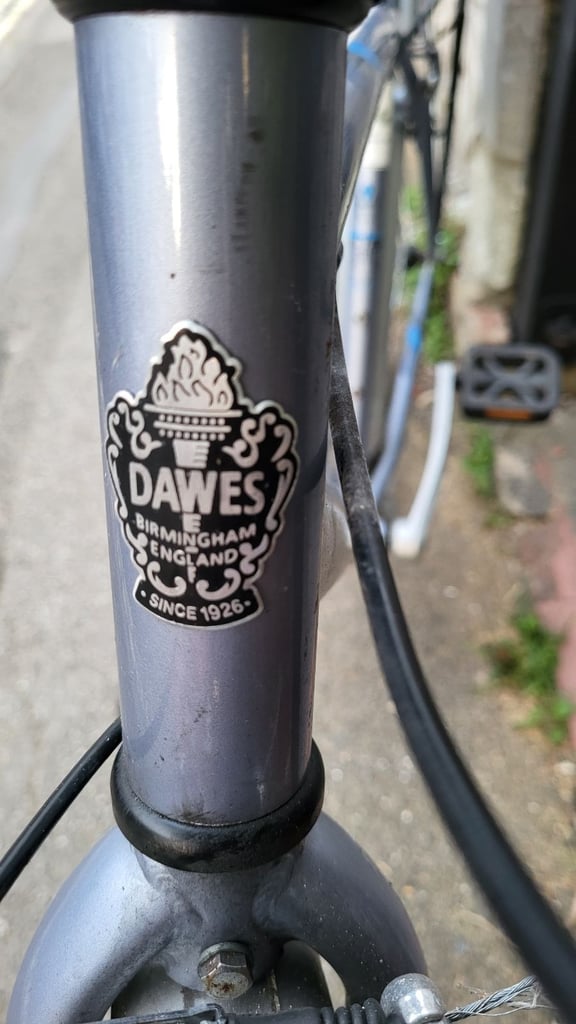 DAWES
BIRMINGHAM
ENGLAND
· SINCE 1926 ·